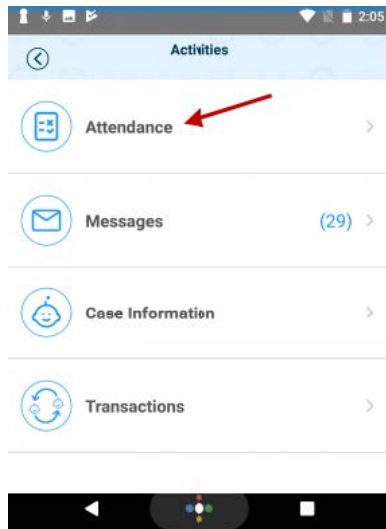 2:05
Activities
Attendance
Messages (29)
Case Information
Transactions